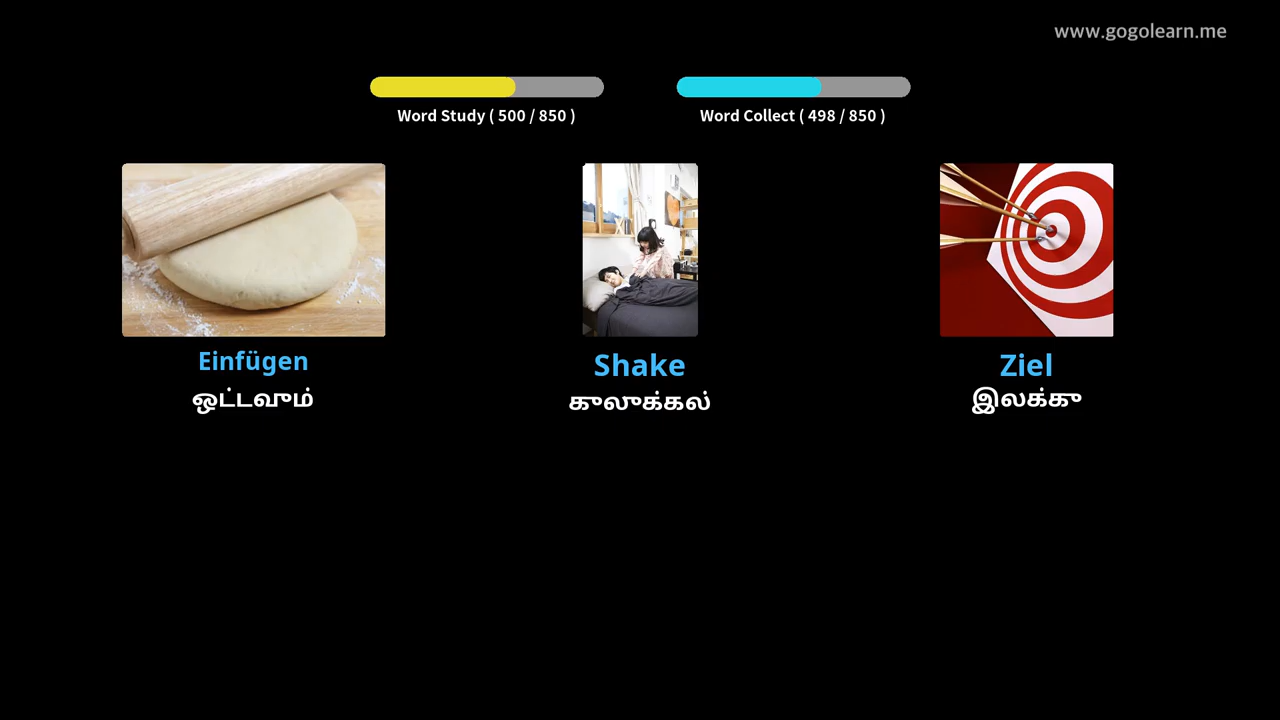 www.gogolearn.me
Word Study ( 500 / 850 )
Word Collect ( 498 / 850 )
Einfügen
ஒட்டவும்
Shake
குலுக்கல்
Ziel
இலக்கு